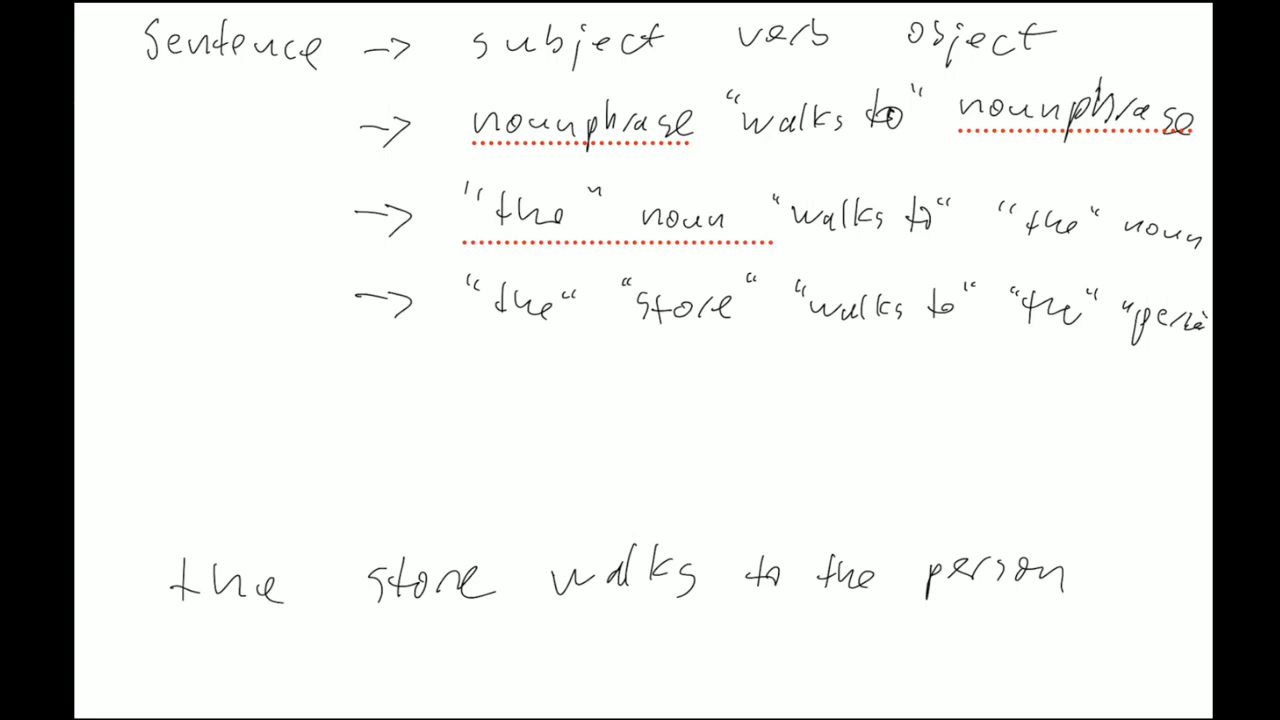 Sentence -> subject verb object
-> nounphrase "walks to" nounphrase
-> "the" noun "walks to" "the" noun
-> "the" "store" "walks to" "the"
the store walks to the person